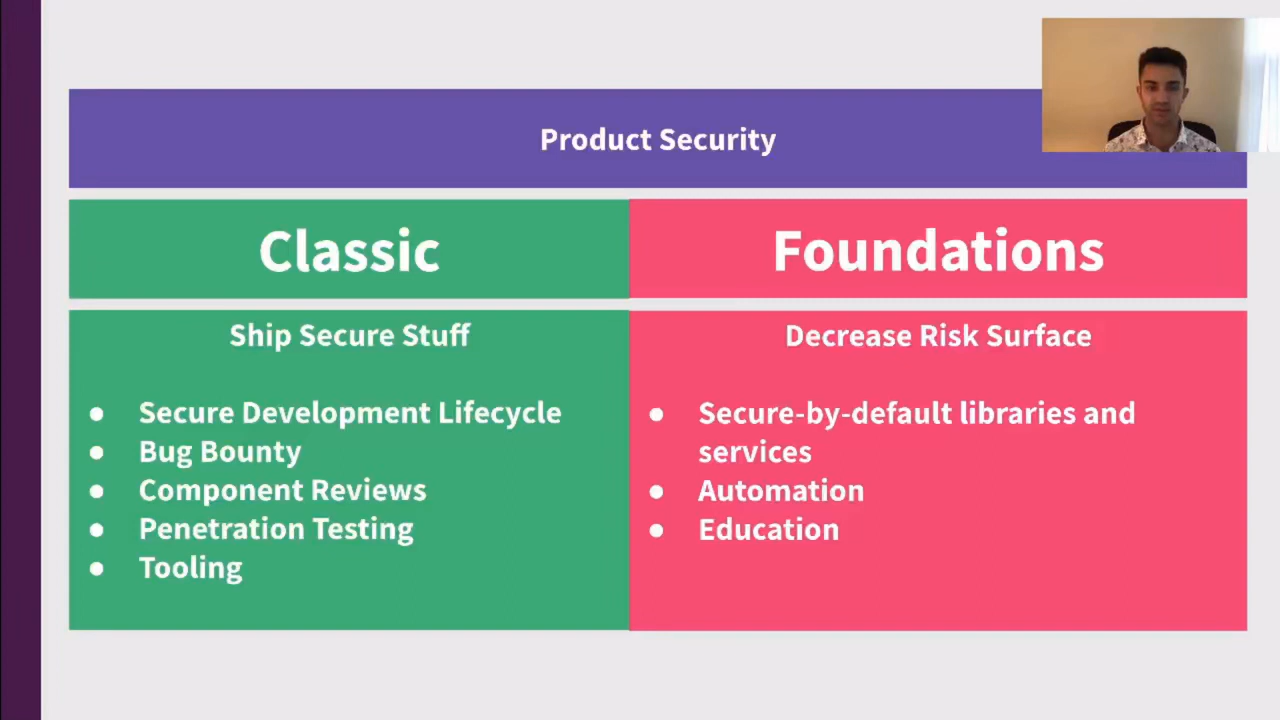 Product Security
Classic
Foundations
Ship Secure Stuff
● Secure Development Lifecycle
● Bug Bounty
● Component Reviews
● Penetration Testing
● Tooling
Decrease Risk Surface
● Secure-by-default libraries and
services
● Automation
● Education